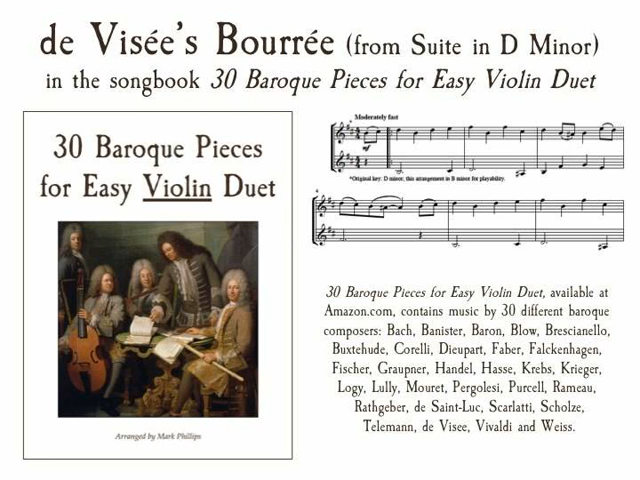 de Visée's Bourrée (from Suite in D Minor)
in the songbook 30 Baroque Pieces for Easy Violin Duet
30 Baroque Pieces
for Easy Violin Duet
Arranged by Mark Phillips
Moderately fast
mf
*Original key: D minor; this arrangement in B minor for playability.
30 Baroque Pieces for Easy Violin Duet, available at
Amazon.com, contains music by 30 different baroque
composers: Bach, Banister, Baron, Blow, Brescianello,
Buxtehude, Corelli, Dieupart, Faber, Falckenhagen,
Fischer, Graupner, Handel, Hasse, Krebs, Krieger,
Logy, Lully, Mouret, Pergolesi, Purcell, Rameau,
Rathgeber, de Saint-Luc, Scarlatti, Scholze,
Telemann, de Visee, Vivaldi and Weiss.